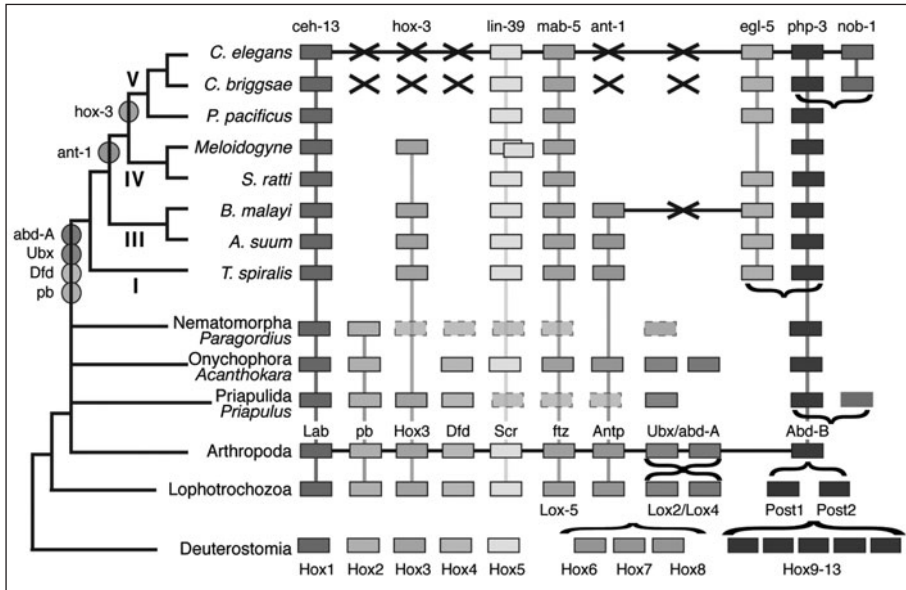 ceh-13 hox-3 lin-39 mab-5 ant-1 egl-5 php-3 nob-1
C. elegans
V
C. briggsae
hox-3
P. pacificus
ant-1
Meloidogyne
IV
S. ratti
B. malayi
abd-A
III
A. suum
Ubx
Dfd
I
T. spiralis
pb
Nematomorpha
Paragordius
Onychophora
Acanthokara
Priapulida
Priapulus
Lab pb Hox3 Dfd Scr ftz Antp Ubx/abd-A Abd-B
Arthropoda
Lophotrochozoa
Lox-5 Lox2/Lox4 Post1 Post2
Deuterostomia
Hox1 Hox2 Hox3 Hox4 Hox5 Hox6 Hox7 Hox8 Hox9-13